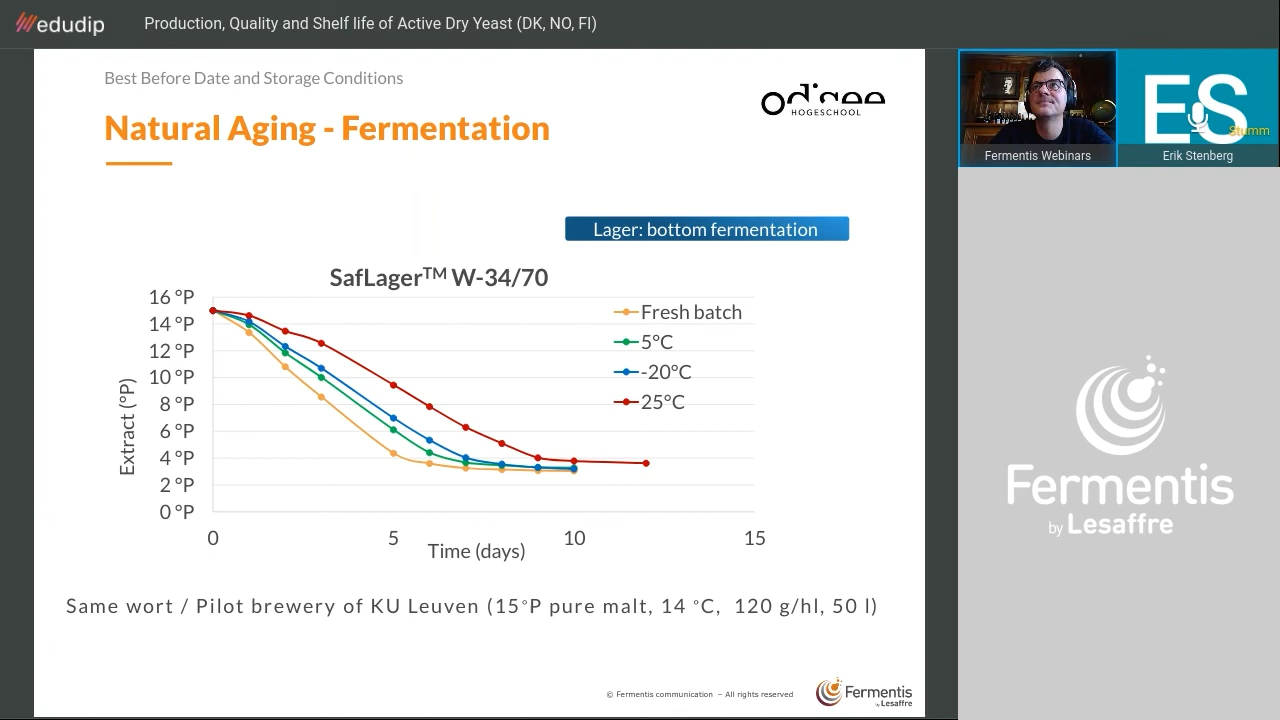 edudip
Production, Quality and Shelf life of Active Dry Yeast (DK, NO, FI)
Best Before Date and Storage Conditions
Natural Aging - Fermentation
HOGESCHOOL
Lager: bottom fermentation
SafLager™ W-34/70
16 °P
14 °P
12 °P
10 °P
8 °P
6 °P
4 °P
2 °P
0 °P
Extract (°P)
Fresh batch
5°C
-20°C
25°C
0
5
10
15
Time (days)
Same wort / Pilot brewery of KU Leuven (15°P pure malt, 14 °C, 120 g/hl, 50 l)
© Fermentis communication – All rights reserved
Fermentis
by Lesaffre
ES
Stumm
Fermentis Webinars
Erik Stenberg
Fermentis
by Lesaffre